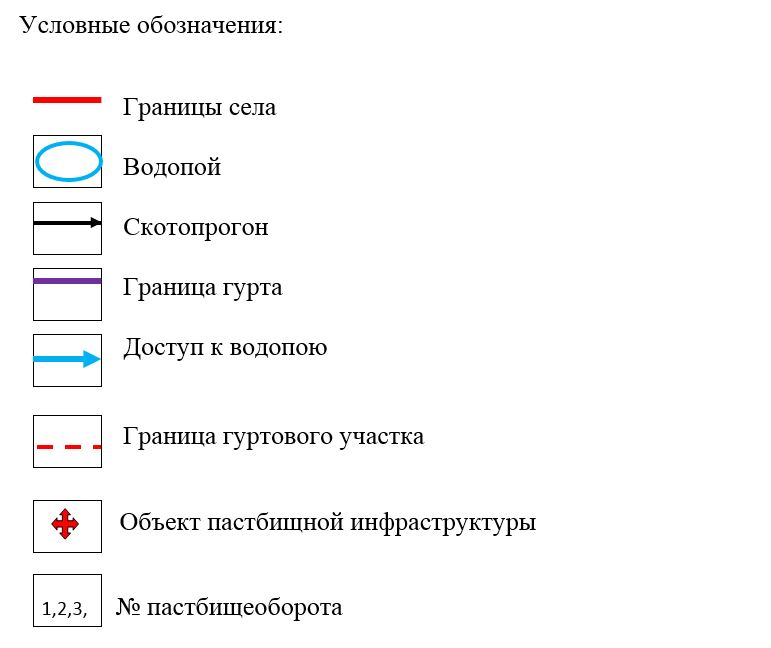 Условные обозначения:
Границы села
Водопой
Скотопрогон
Граница гурта
Доступ к водопою
Граница гуртового участка
Объект пастбищной инфраструктуры
1,2,3, № пастбищеоборота